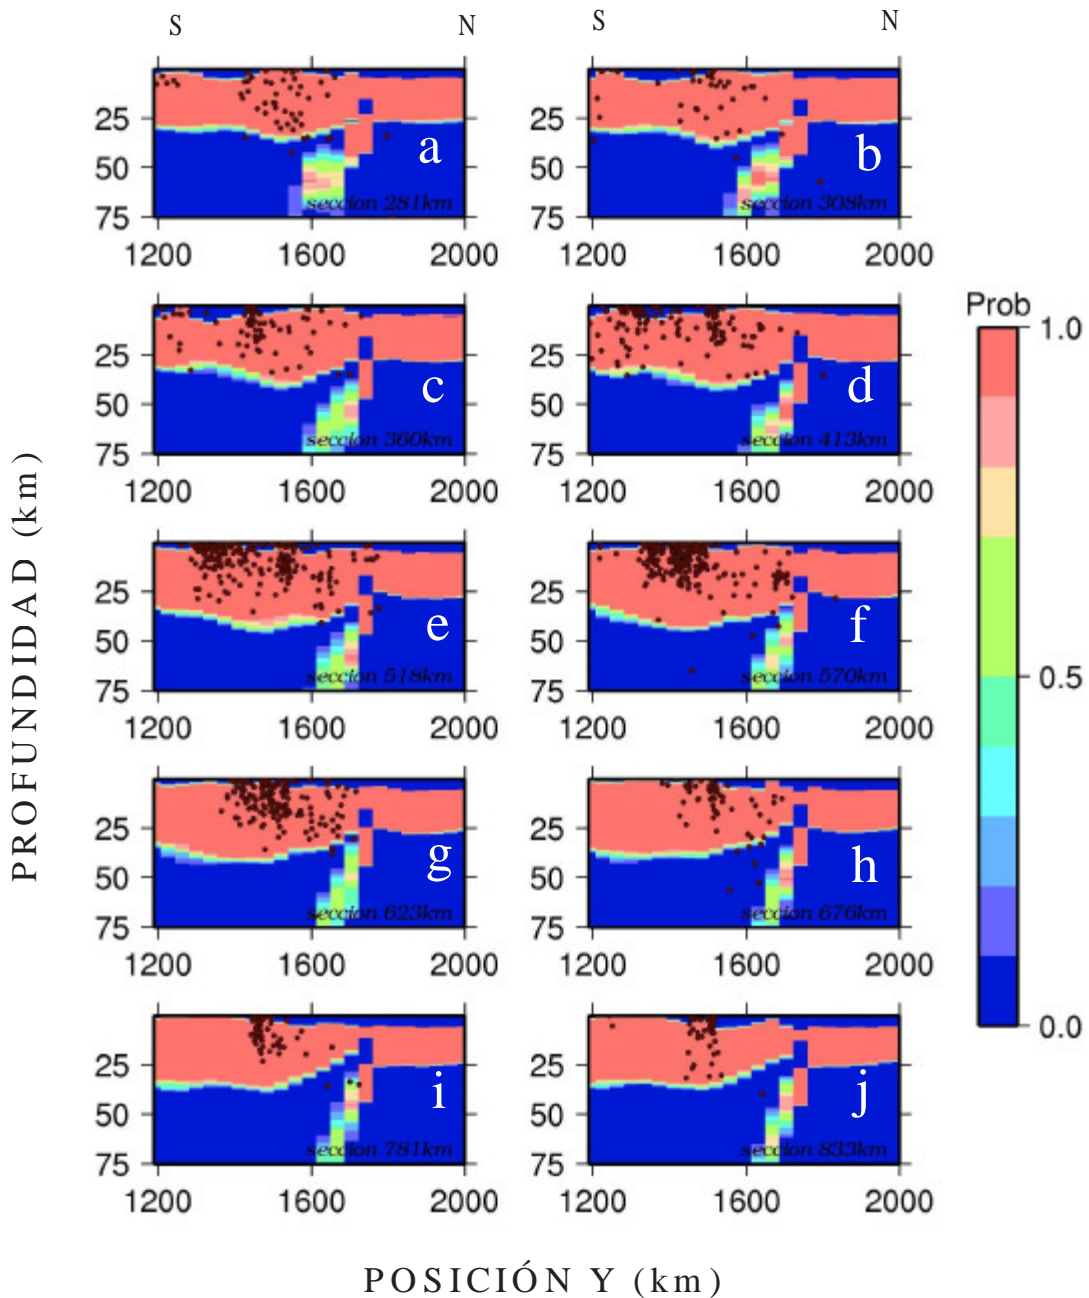 S N S N
25 50 75 a seccion 281km
1200 1600 2000
25 50 75 b seccion 308km
1200 1600 2000
25 50 75 c seccion 360km
1200 1600 2000
25 50 75 d seccion 413km
1200 1600 2000
Prob
1.0
0.5
0.0
25 50 75 e seccion 518km
1200 1600 2000
25 50 75 f seccion 570km
1200 1600 2000
25 50 75 g seccion 623km
1200 1600 2000
25 50 75 h seccion 676km
1200 1600 2000
25 50 75 i seccion 781km
1200 1600 2000
25 50 75 j seccion 833km
1200 1600 2000
PROFUNDIDAD (km)
POSICIÓN Y (km)